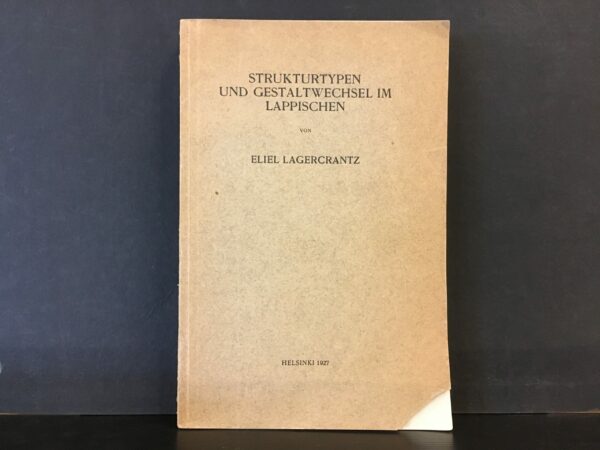 STRUKTURTYPEN
UND GESTALTWECHSEL IM
LAPPISCHEN
VON
ELIEL LAGERCRANTZ
HELSINKI 1927